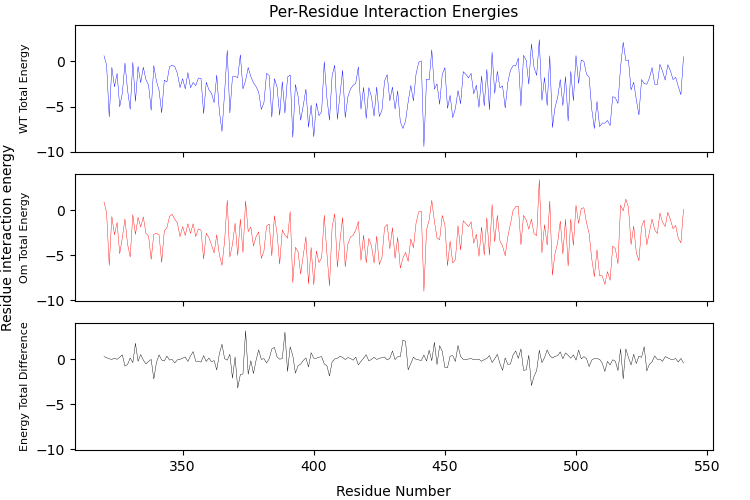 Per-Residue Interaction Energies
WT Total Energy
0
−5
−10
Residue interaction energy
Om Total Energy
0
−5
−10
Energy Total Difference
0
−5
−10
350 400 450 500 550
Residue Number